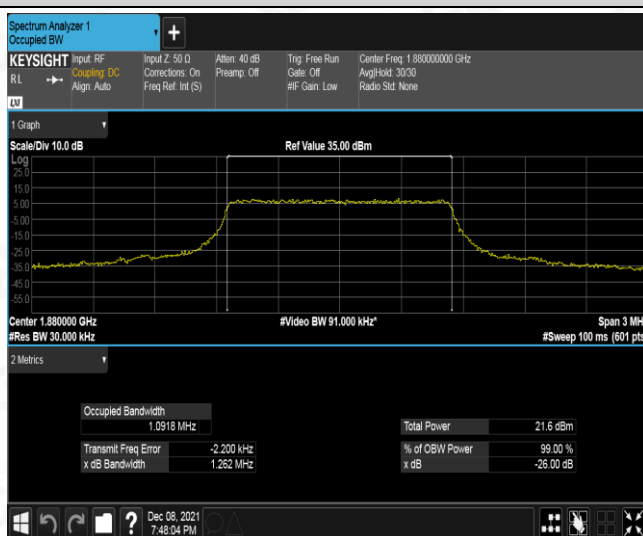 Spectrum Analyzer 1
Occupied BW
+
KEYSIGHT Input: RF Input Z: 50 Ω Atten: 40 dB Trig: Free Run Center Freq: 1.880000000 GHz
RL Coupling: DC Corrections: On Preamp: Off Gate: Off Avg|Hold: 30/30
Align: Auto Freq Ref: Int (S) #IF Gain: Low Radio Std: None
LXI
1 Graph
Scale/Div 10.0 dB Ref Value 35.00 dBm
Log
25.0
15.0
5.00
-5.00
-15.0
-25.0
-35.0
-45.0
-55.0
Center 1.880000 GHz #Video BW 91.000 kHz* Span 3 MH
#Res BW 30.000 kHz #Sweep 100 ms (601 pts
2 Metrics
Occupied Bandwidth
1.0918 MHz Total Power 21.6 dBm
Transmit Freq Error -2.200 kHz % of OBW Power 99.00 %
x dB Bandwidth 1.262 MHz x dB -26.00 dB
? Dec 08, 2021
7:48:04 PM